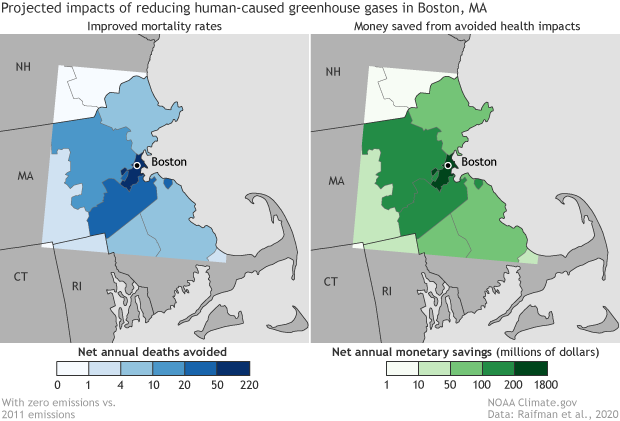 Projected impacts of reducing human-caused greenhouse gases in Boston, MA
Improved mortality rates
Money saved from avoided health impacts
NH
MA
Boston
CT
RI
NH
MA
Boston
CT
RI
Net annual deaths avoided
0 1 4 10 20 50 220
Net annual monetary savings (millions of dollars)
1 10 50 100 200 1800
With zero emissions vs.
2011 emissions
NOAA Climate.gov
Data: Raifman et al., 2020